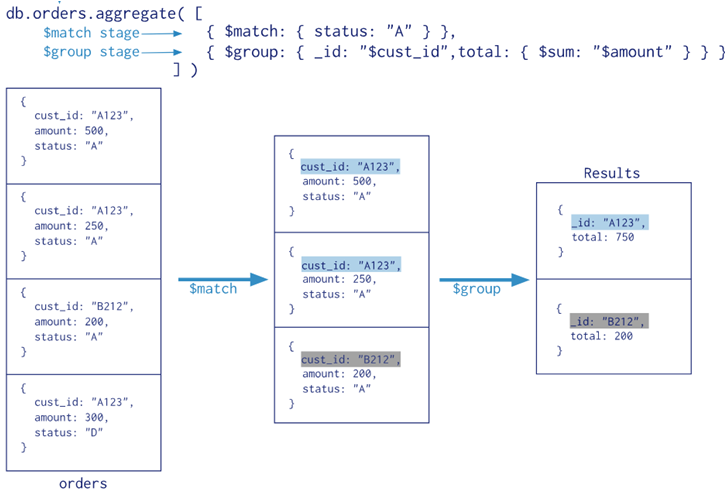 db.orders.aggregate( [
$match stage { $match: { status: "A" } },
$group stage { $group: { _id: "$cust_id",total: { $sum: "$amount" } } }
] )
{
cust_id: "A123",
amount: 500,
status: "A"
}
{
cust_id: "A123",
amount: 250,
status: "A"
}
{
cust_id: "B212",
amount: 200,
status: "A"
}
{
cust_id: "A123",
amount: 300,
status: "D"
}
orders
$match
{
cust_id: "A123",
amount: 500,
status: "A"
}
{
cust_id: "A123",
amount: 250,
status: "A"
}
{
cust_id: "B212",
amount: 200,
status: "A"
}
$group
Results
{
_id: "A123",
total: 750
}
{
_id: "B212",
total: 200
}